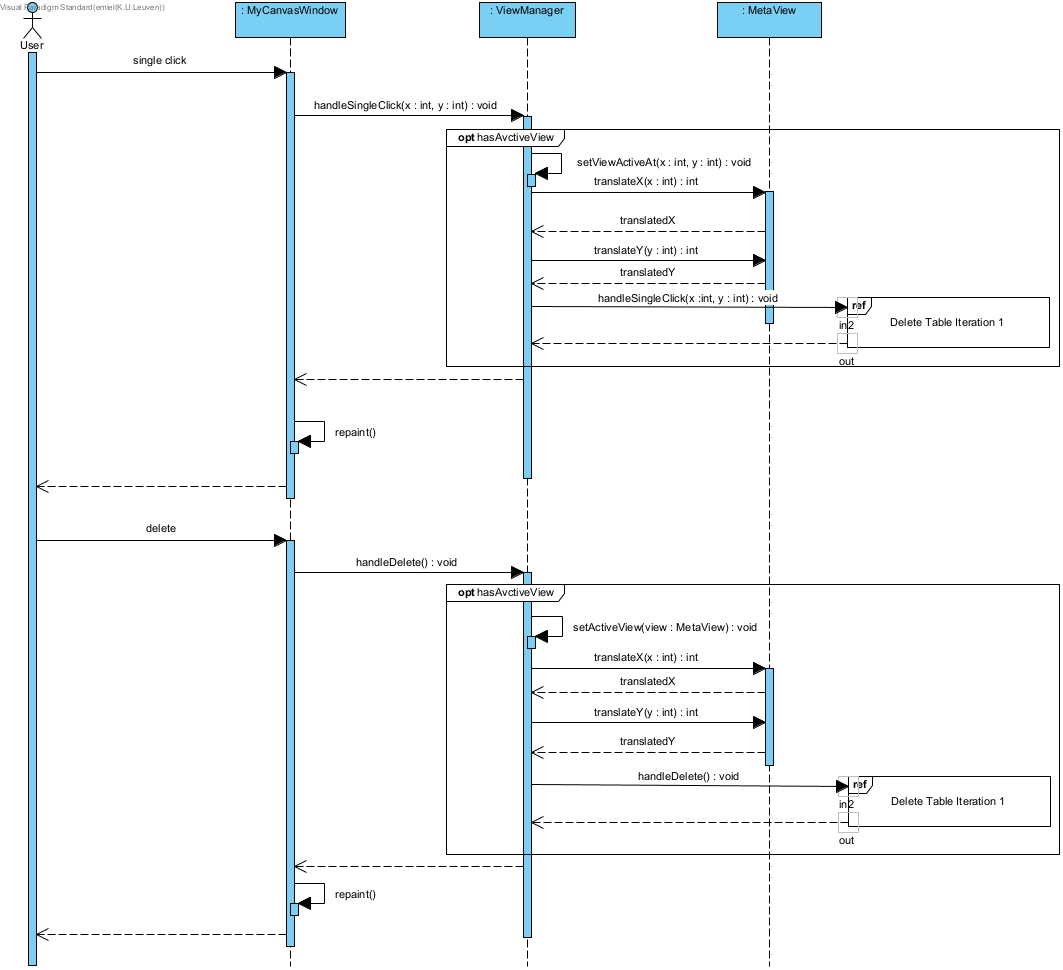 Visual Paradigm Standard(emiel(K.U.Leuven))
: MyCanvasWindow
: ViewManager
: MetaView
User
single click
handleSingleClick(x : int, y : int) : void
opt hasAvctiveView
setViewActiveAt(x : int, y : int) : void
translateX(x : int) : int
translatedX
translateY(y : int) : int
translatedY
handleSingleClick(x :int, y : int) : void
ref
in2
Delete Table Iteration 1
out
repaint()
delete
handleDelete() : void
opt hasAvctiveView
setActiveView(view : MetaView) : void
translateX(x : int) : int
translatedX
translateY(y : int) : int
translatedY
handleDelete() : void
ref
in2
Delete Table Iteration 1
out
repaint()